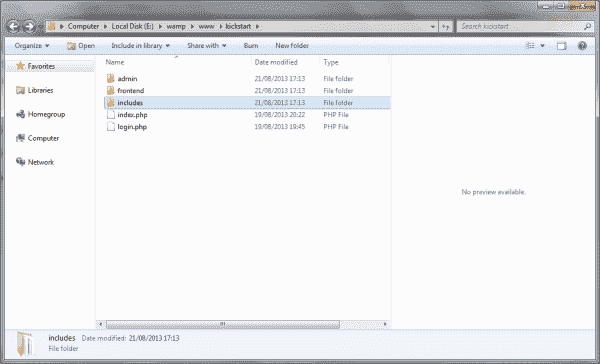 Computer Local Disk (E:) wamp www kickstart Search kickstart
Organize Open Include in library Share with Burn New folder
Favorites
Libraries
Homegroup
Computer
Network
Name Date modified Type
admin 21/08/2013 17:13 File folder
frontend 21/08/2013 17:13 File folder
includes 21/08/2013 17:13 File folder
index.php 19/08/2013 20:22 PHP File
login.php 19/08/2013 19:45 PHP File
No preview available.
includes Date modified: 21/08/2013 17:13
File folder